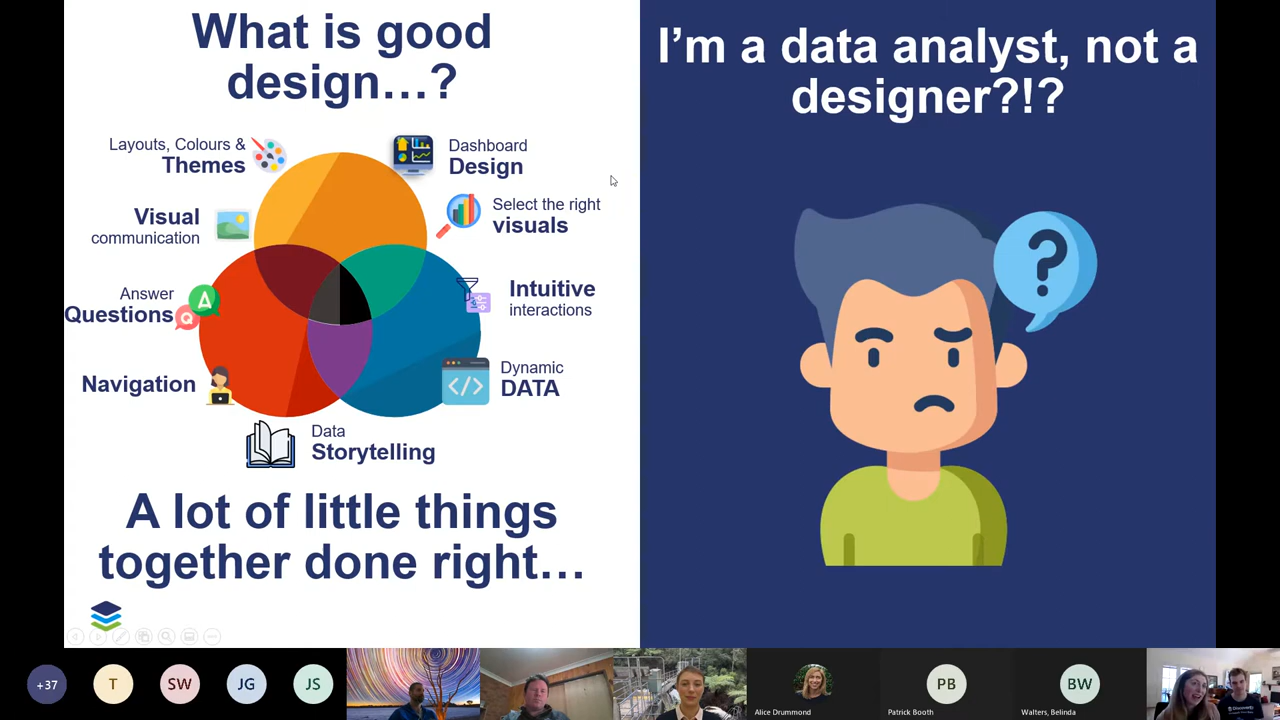 What is good
design…?
Layouts, Colours &
Themes
Dashboard
Design
Visual
communication
Select the right
visuals
Answer
Questions
A
Q
Intuitive
interactions
Navigation
</>
Dynamic
DATA
Data
Storytelling
A lot of little things
together done right…
I'm a data analyst, not a
designer?!?
?
+37
T
SW
JG
JS
Alice Drummond
PB
Patrick Booth
BW
Walters, Belinda